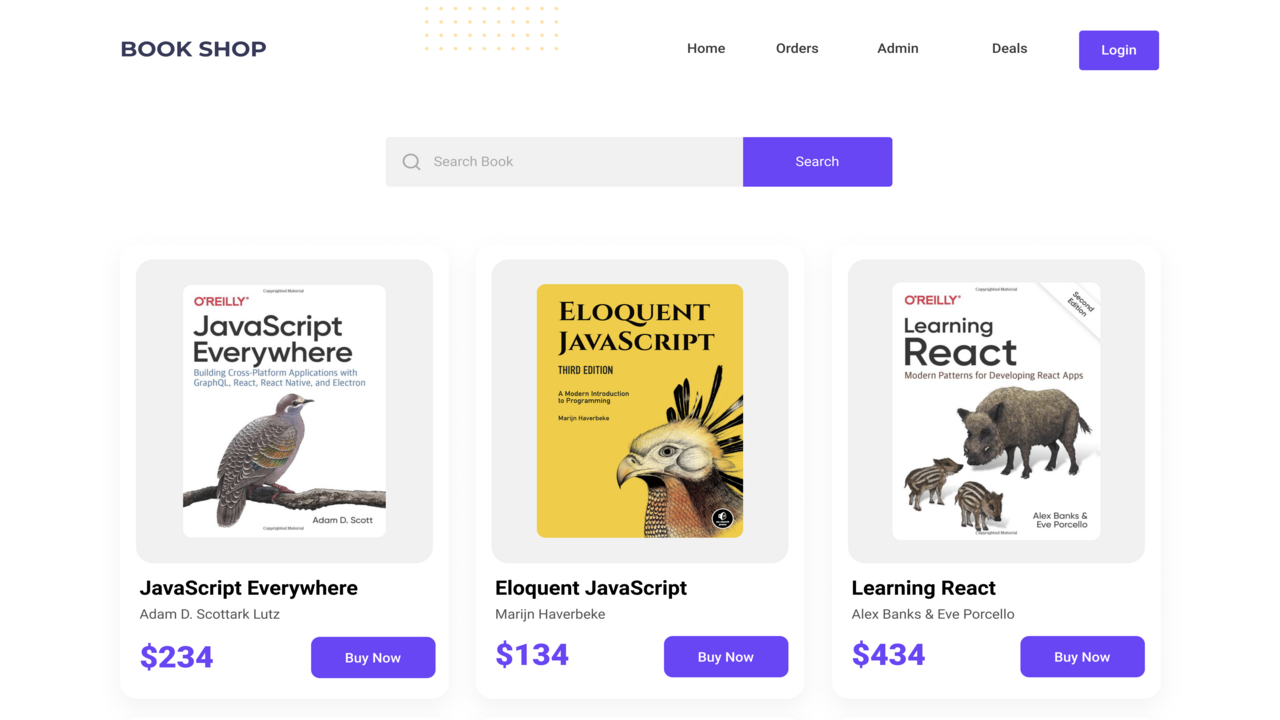 BOOK SHOP
Home
Orders
Admin
Deals
Login
Search Book
Search
Copyrighted Material
O'REILLY®
JavaScript
Everywhere
Building Cross-Platform Applications with
GraphQL, React, React Native, and Electron
Adam D. Scott
Copyrighted Material
JavaScript Everywhere
Adam D. Scottark Lutz
$234
Buy Now
ELOQUENT
JAVASCRIPT
THIRD EDITION
A Modern Introduction
to Programming
Marijn Haverbeke
Eloquent JavaScript
Marijn Haverbeke
$134
Buy Now
Copyrighted Material
O'REILLY®
Second
Edition
Learning
React
Modern Patterns for Developing React Apps
Alex Banks &
Eve Porcello
Copyrighted Material
Learning React
Alex Banks & Eve Porcello
$434
Buy Now